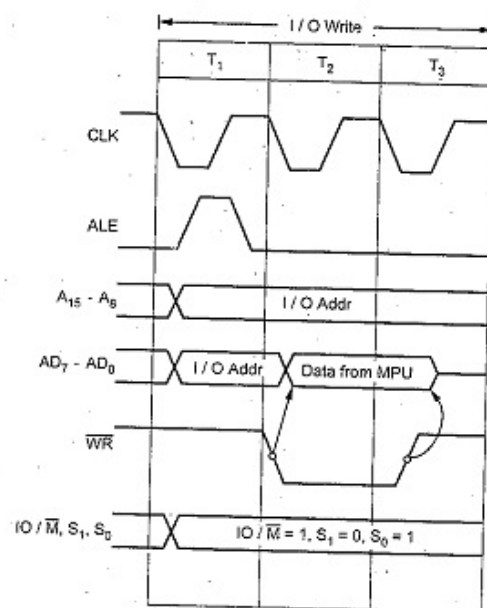 I / O Write
T₁ T₂ T₃
CLK
ALE
A₁₅ - A₈ I / O Addr
AD₇ - AD₀ I / O Addr Data from MPU
W̅R̅
IO / M̅, S₁, S₀ IO / M̅ = 1, S₁ = 0, S₀ = 1